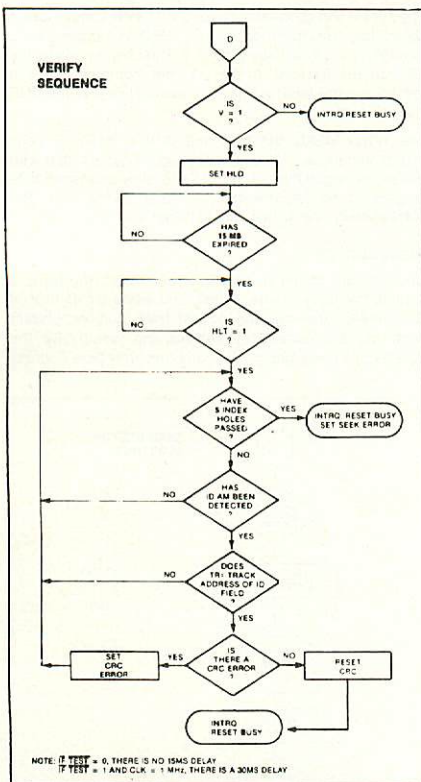 D
VERIFY
SEQUENCE
IS
V = 1
?
NO
INTRQ RESET BUSY
YES
SET HLD
HAS
15 MS
EXPIRED
?
NO
YES
IS
HLT = 1
?
NO
YES
HAVE
5 INDEX
HOLES
PASSED
?
YES
INTRQ RESET BUSY
SET SEEK ERROR
NO
HAS
ID AM BEEN
DETECTED
?
NO
YES
DOES
TR = TRACK
ADDRESS OF ID
FIELD
?
NO
YES
IS
THERE A
CRC ERROR
?
YES
SET
CRC
ERROR
NO
RESET
CRC
INTRQ
RESET BUSY
NOTE: IF TEST = 0, THERE IS NO 15MS DELAY
IF TEST = 1 AND CLK = 1 MHz, THERE IS A 30MS DELAY